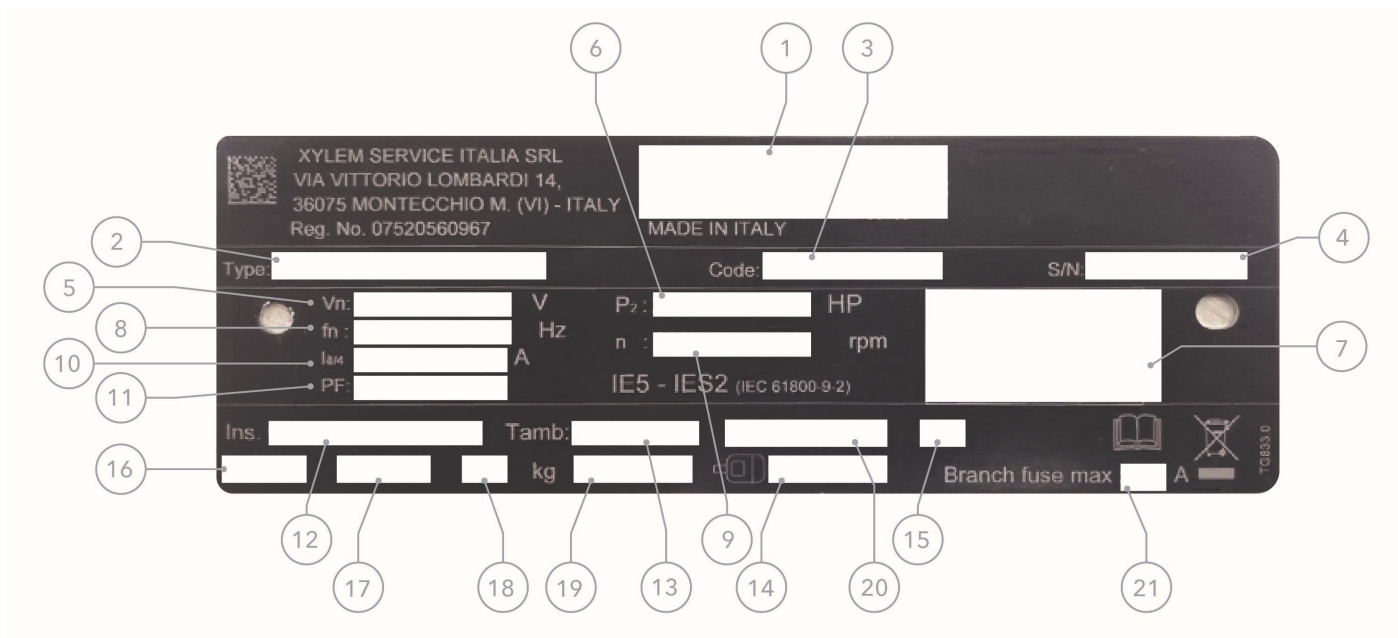 6
1
3
XYLEM SERVICE ITALIA SRL
VIA VITTORIO LOMBARDI 14,
36075 MONTECCHIO M. (VI) - ITALY
Reg. No. 07520560967
MADE IN ITALY
2
4
Type:
Code:
S/N:
5
Vn: V
P2 : HP
8
fn : Hz
n : rpm
7
10
I3/4 A
11
PF:
IE5 - IES2 (IEC 61800-9-2)
Ins.
Tamb:
TG833.0
16
kg
Branch fuse max A
12
17
18
19
13
9
14
20
15
21